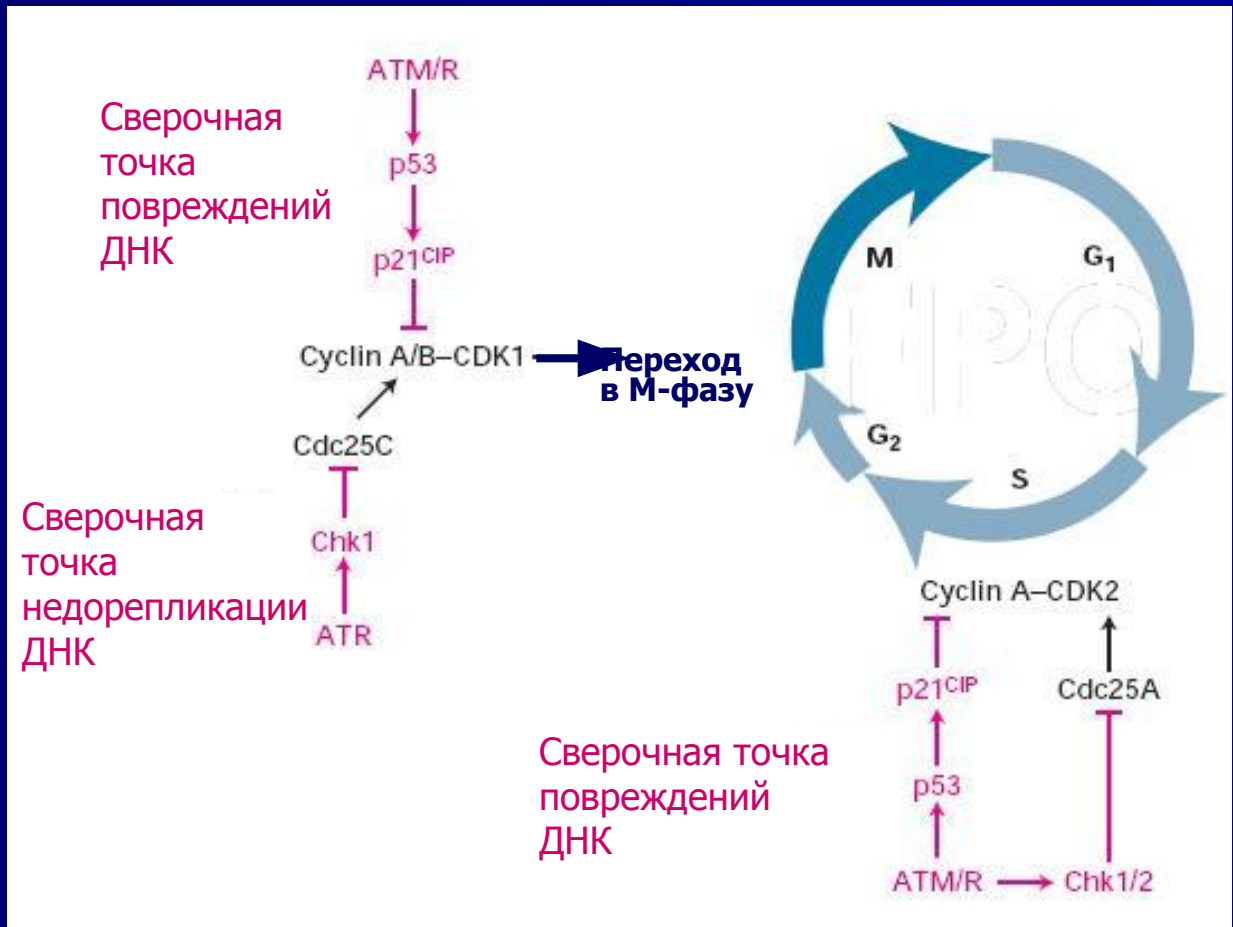 ATM/R
Сверочная
точка
повреждений
ДНК
p53
p21CIP
Cyclin A/B–CDK1
Переход
в М-фазу
Cdc25C
Chk1
ATR
Сверочная
точка
недорепликации
ДНК
M
G1
G2
S
Cyclin A–CDK2
p21CIP
Cdc25A
p53
ATM/R
Chk1/2
Сверочная точка
повреждений
ДНК